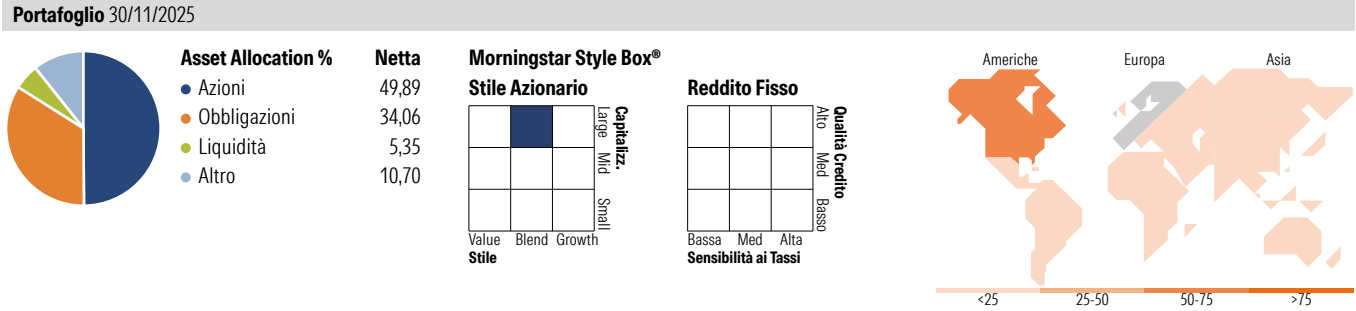 Portafoglio 30/11/2025
Asset Allocation % Netta
Azioni 49,89
Obbligazioni 34,06
Liquidità 5,35
Altro 10,70
Morningstar Style Box®
Stile Azionario
Large
Mid
Small
Capitalizz.
Value Blend Growth
Stile
Reddito Fisso
Alto
Med
Basso
Qualità Credito
Bassa Med Alta
Sensibilità ai Tassi
Americhe Europa Asia
<25 25-50 50-75 >75